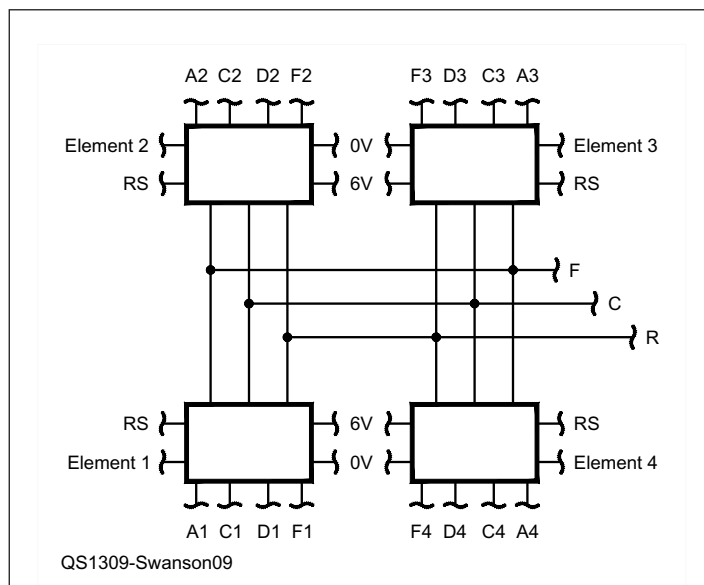 A2 C2 D2 F2 F3 D3 C3 A3
Element 2 0V Element 3
RS 6V RS
F
C
R
RS 6V RS
Element 1 0V Element 4
A1 C1 D1 F1 F4 D4 C4 A4
QS1309-Swanson09